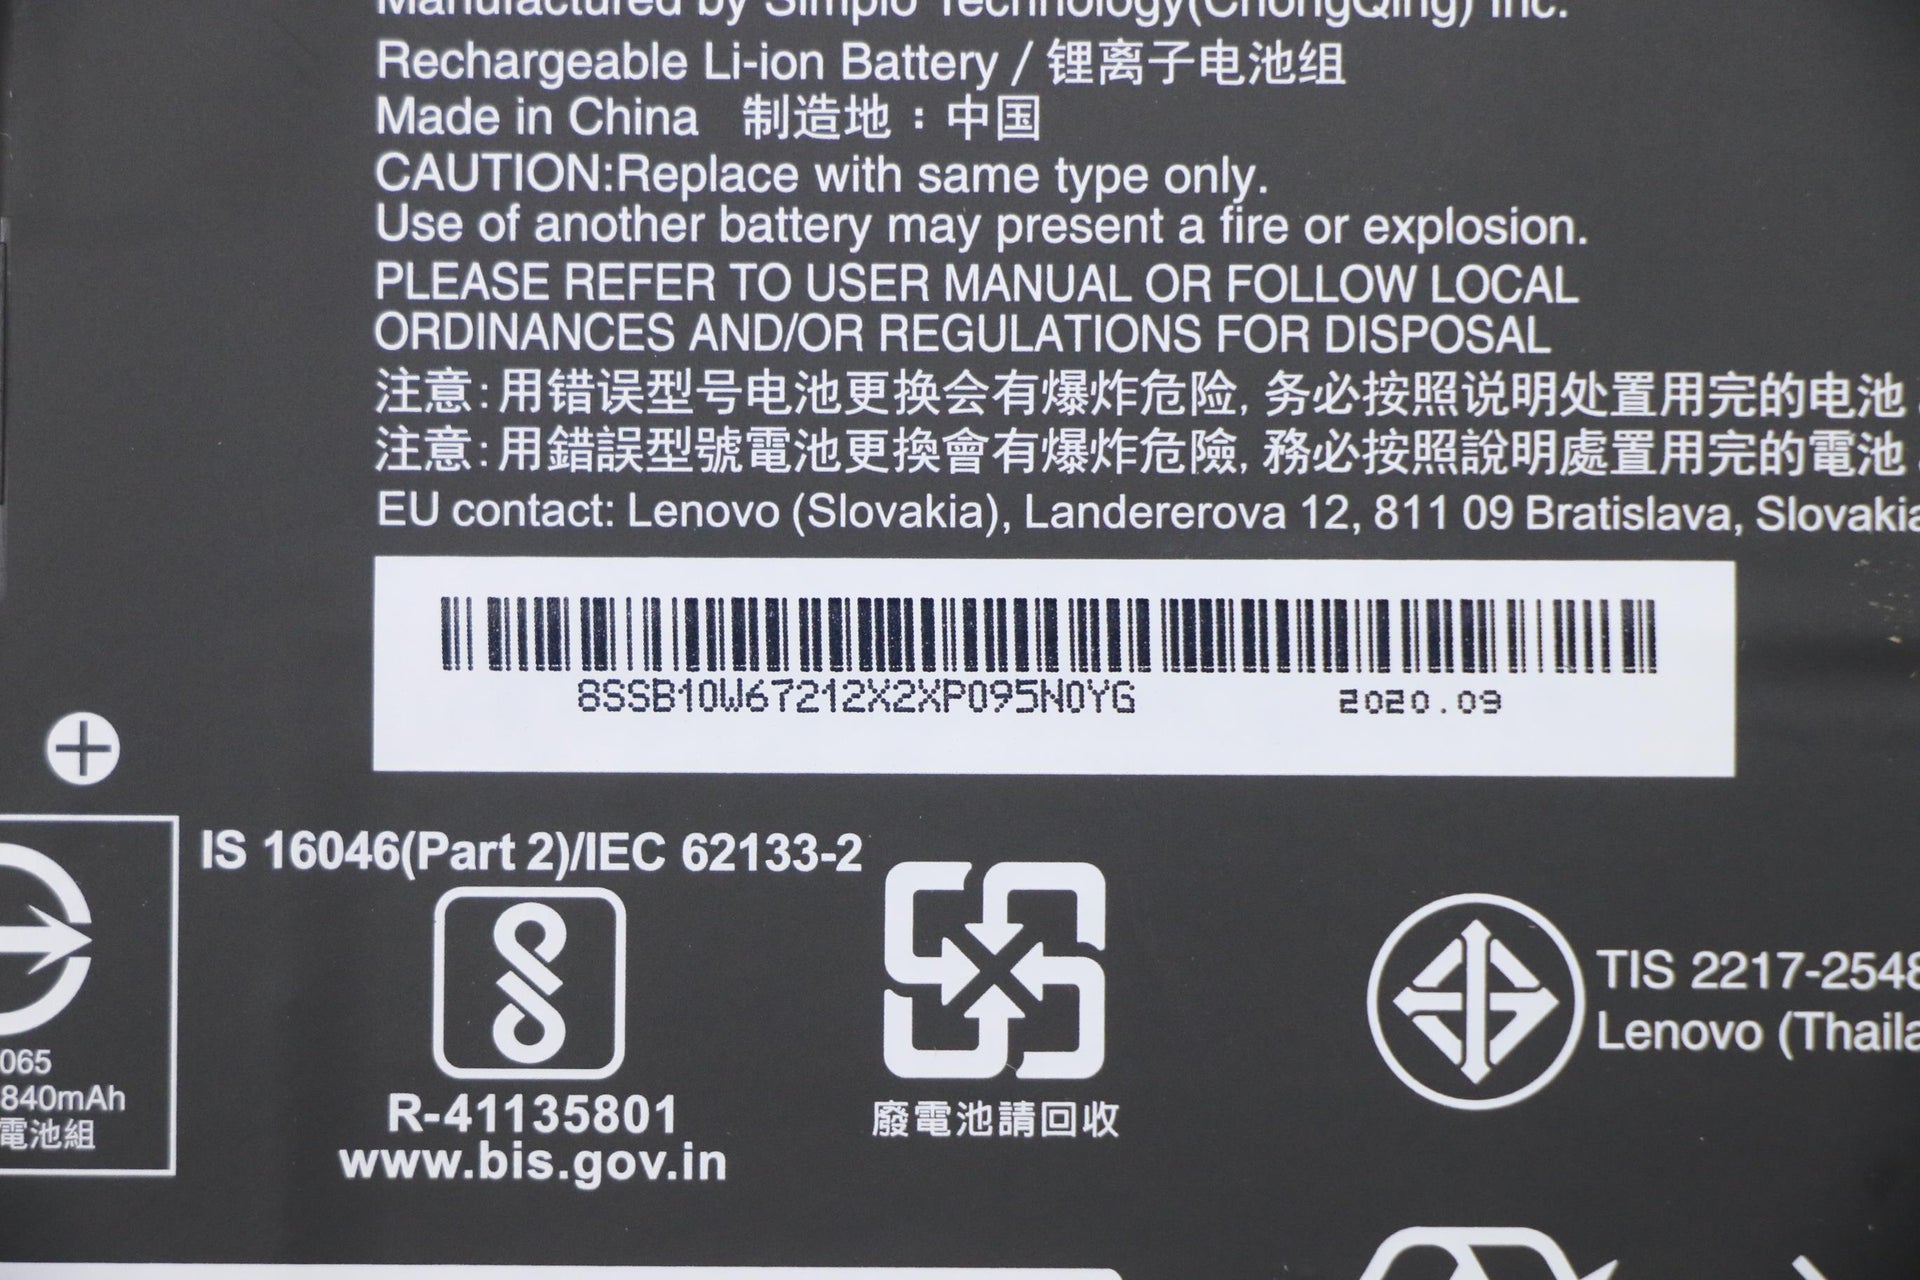 Manufactured by Simplo Technology(ChongQing) Inc.
Rechargeable Li-ion Battery / 锂离子电池组
Made in China 制造地：中国
CAUTION:Replace with same type only.
Use of another battery may present a fire or explosion.
PLEASE REFER TO USER MANUAL OR FOLLOW LOCAL
ORDINANCES AND/OR REGULATIONS FOR DISPOSAL
注意:用错误型号电池更换会有爆炸危险,务必按照说明处置用完的电池
注意:用錯誤型號電池更換會有爆炸危險,務必按照說明處置用完的電池
EU contact: Lenovo (Slovakia), Landererova 12, 811 09 Bratislava, Slovakia
8SSB10W67212X2XP095N0YG 2020.09
IS 16046(Part 2)/IEC 62133-2
R-41135801
www.bis.gov.in
廢電池請回收
TIS 2217-2548
Lenovo (Thaila
065
840mAh
電池組